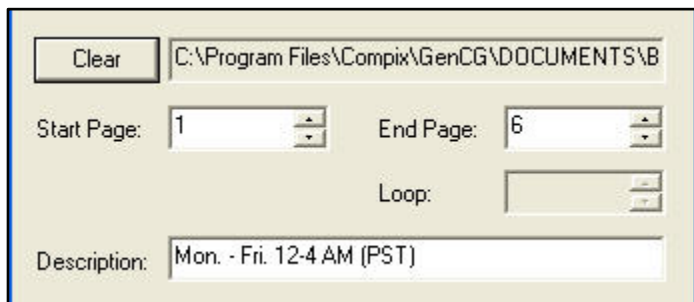 Clear C:\Program Files\Compix\GenCG\DOCUMENTS\B
Start Page: 1 End Page: 6
Loop:
Description: Mon. - Fri. 12-4 AM (PST)